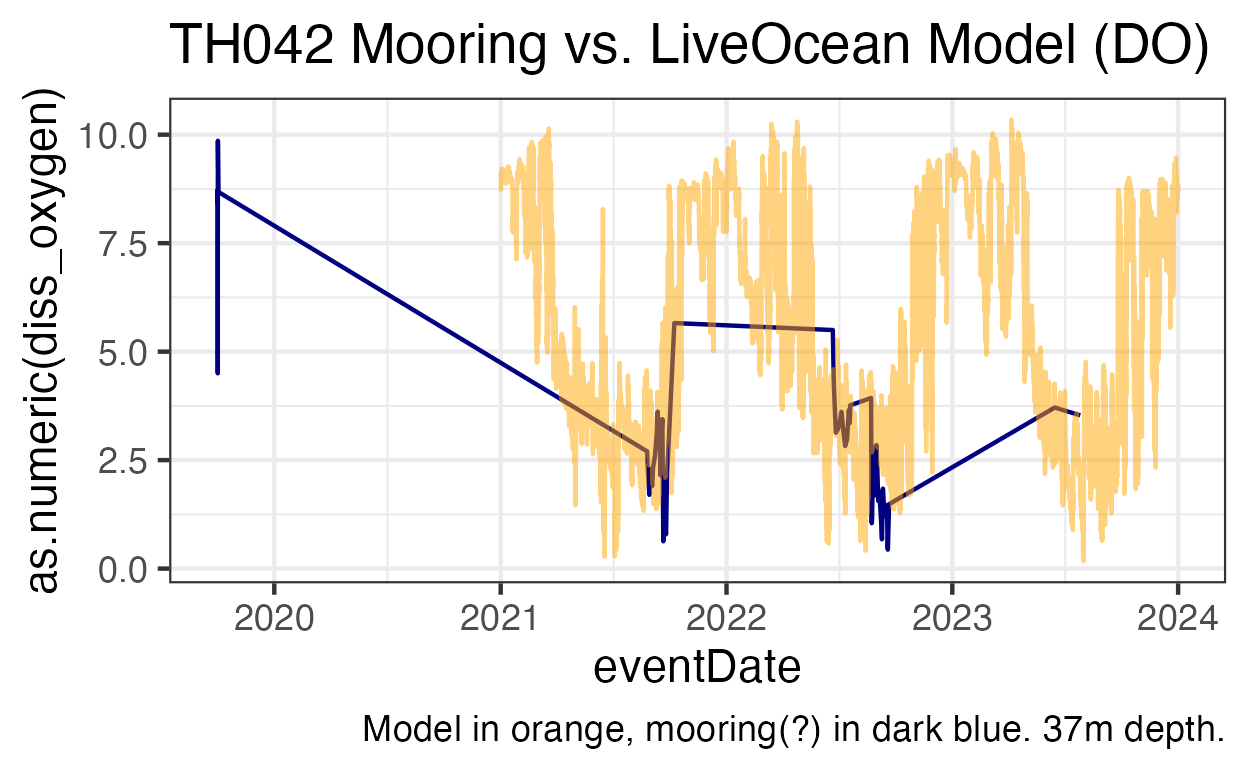 TH042 Mooring vs. LiveOcean Model (DO)
as.numeric(diss_oxygen)
10.0
7.5
5.0
2.5
0.0
2020 2021 2022 2023 2024
eventDate
Model in orange, mooring(?) in dark blue. 37m depth.